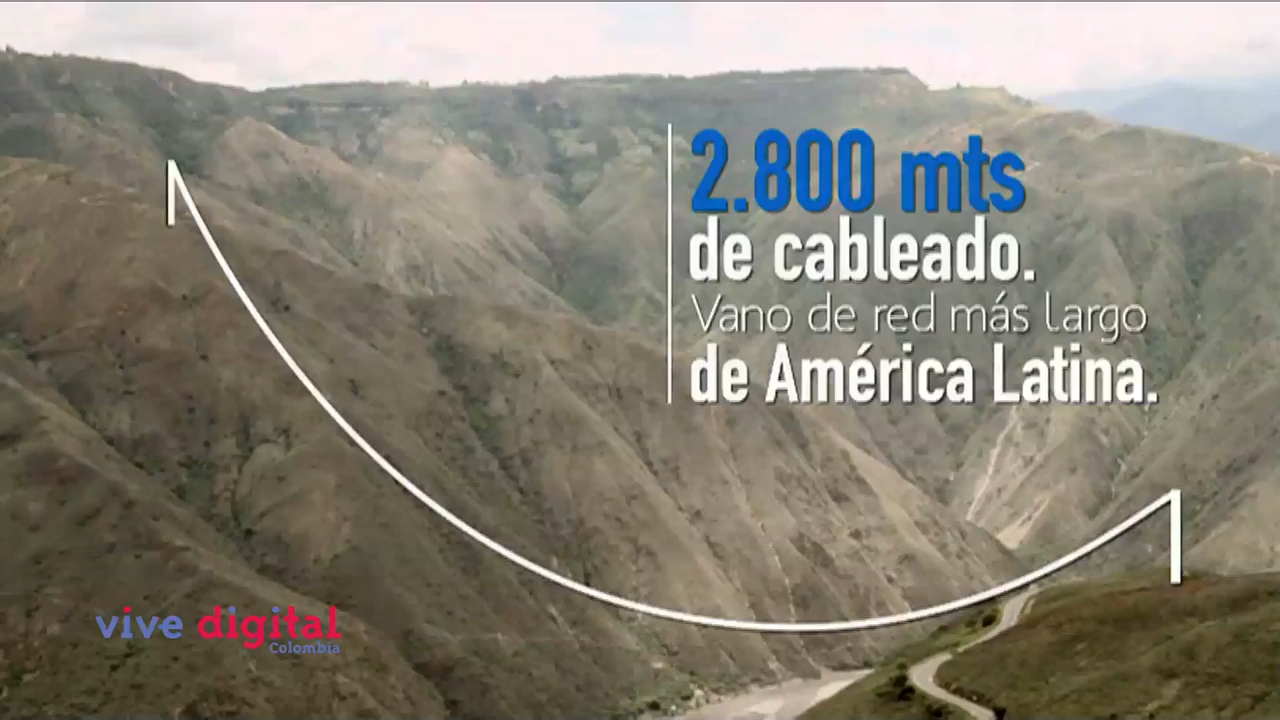 2.800 mts
de cableado.
Vano de red más largo
de América Latina.
vive digital
Colombia